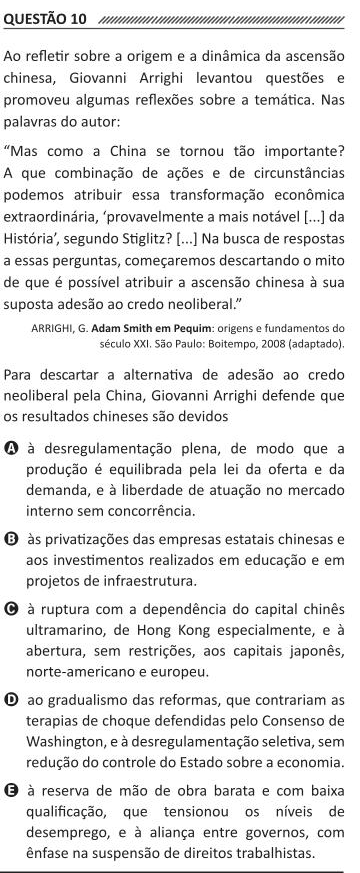 QUESTÃO 10
Ao refletir sobre a origem e a dinâmica da ascensão
chinesa, Giovanni Arrighi levantou questões e
promoveu algumas reflexões sobre a temática. Nas
palavras do autor:
“Mas como a China se tornou tão importante?
A que combinação de ações e de circunstâncias
podemos atribuir essa transformação econômica
extraordinária, ‘provavelmente a mais notável [...] da
História’, segundo Stiglitz? [...] Na busca de respostas
a essas perguntas, começaremos descartando o mito
de que é possível atribuir a ascensão chinesa à sua
suposta adesão ao credo neoliberal.”
ARRIGHI, G. Adam Smith em Pequim: origens e fundamentos do
século XXI. São Paulo: Boitempo, 2008 (adaptado).
Para descartar a alternativa de adesão ao credo
neoliberal pela China, Giovanni Arrighi defende que
os resultados chineses são devidos
A à desregulamentação plena, de modo que a
produção é equilibrada pela lei da oferta e da
demanda, e à liberdade de atuação no mercado
interno sem concorrência.
B às privatizações das empresas estatais chinesas e
aos investimentos realizados em educação e em
projetos de infraestrutura.
C à ruptura com a dependência do capital chinês
ultramarino, de Hong Kong especialmente, e à
abertura, sem restrições, aos capitais japonês,
norte-americano e europeu.
D ao gradualismo das reformas, que contrariam as
terapias de choque defendidas pelo Consenso de
Washington, e à desregulamentação seletiva, sem
redução do controle do Estado sobre a economia.
E à reserva de mão de obra barata e com baixa
qualificação, que tensionou os níveis de
desemprego, e à aliança entre governos, com
ênfase na suspensão de direitos trabalhistas.